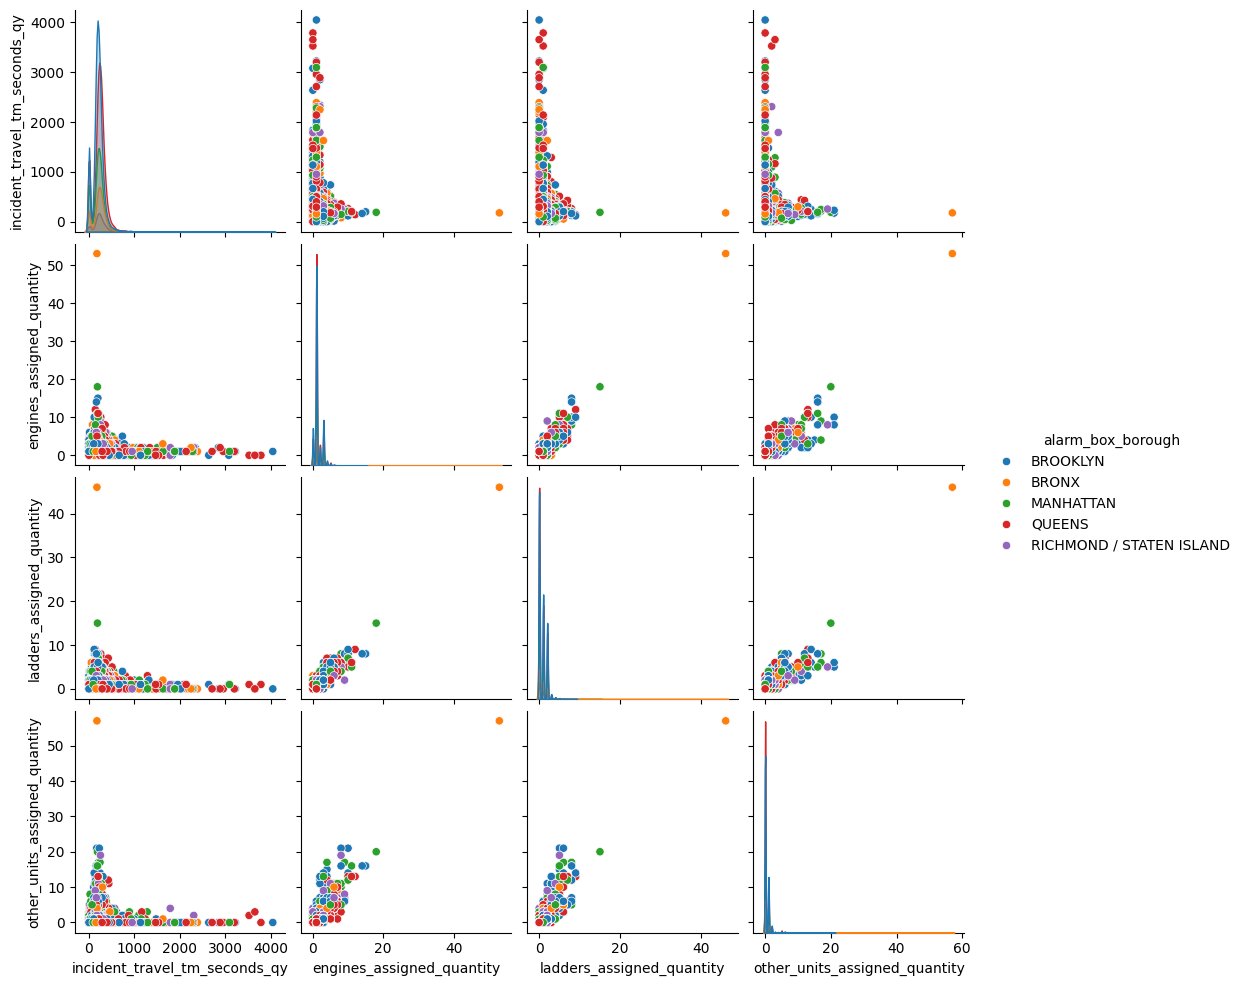 incident_travel_tm_seconds_qy
4000
3000
2000
1000
0
engines_assigned_quantity
50
40
30
20
10
0
ladders_assigned_quantity
40
30
20
10
0
other_units_assigned_quantity
50
40
30
20
10
0
0 1000 2000 3000 4000
incident_travel_tm_seconds_qy
0 20 40
engines_assigned_quantity
0 20 40
ladders_assigned_quantity
0 20 40 60
other_units_assigned_quantity
alarm_box_borough
BROOKLYN
BRONX
MANHATTAN
QUEENS
RICHMOND / STATEN ISLAND